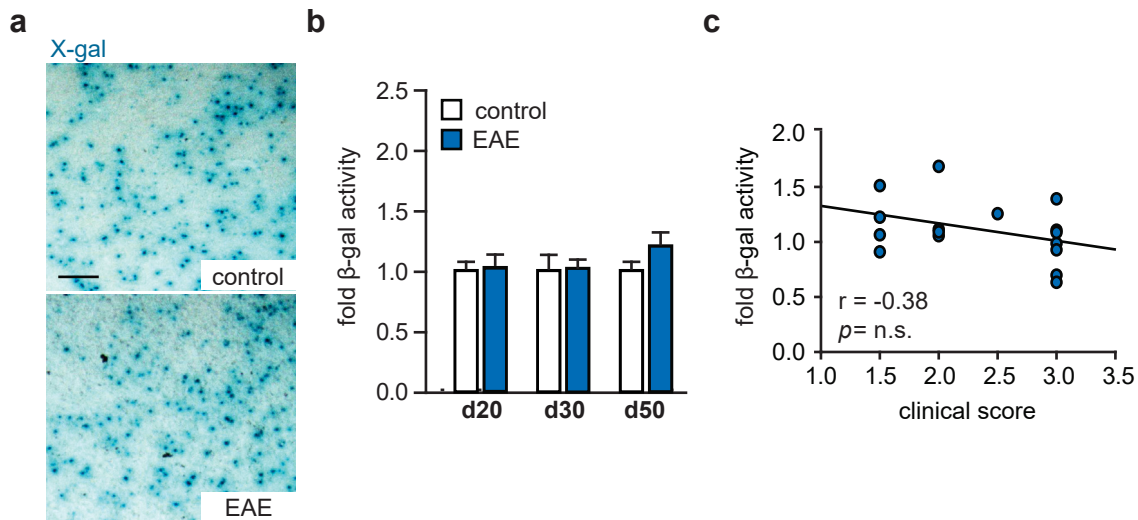 a
X-gal
control
EAE
b
fold β-gal activity
2.5
2.0
1.5
1.0
0.5
0.0
control
EAE
d20 d30 d50
c
fold β-gal activity
2.0
1.5
1.0
0.5
0.0
r = -0.38
p= n.s.
1.0 1.5 2.0 2.5 3.0 3.5
clinical score